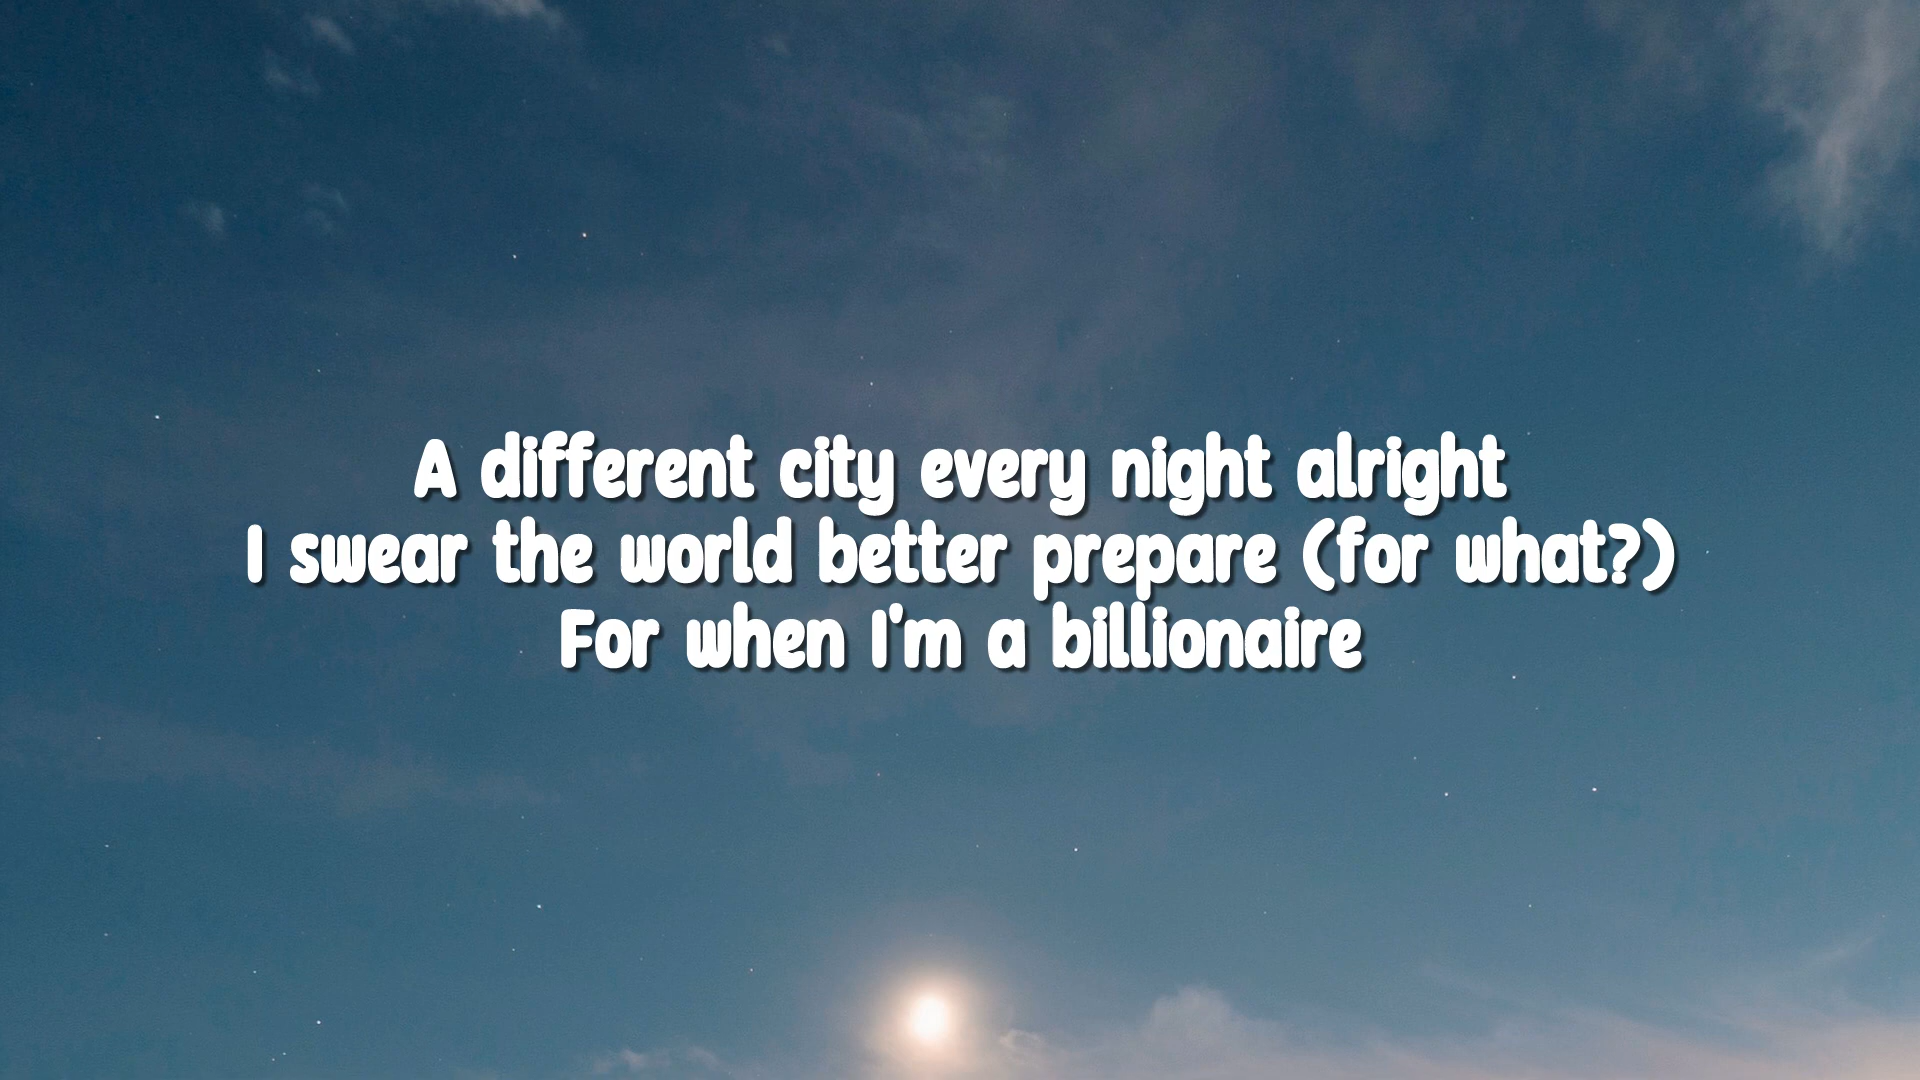 A different city every night alright
I swear the world better prepare (for what?)
For when I'm a billionaire